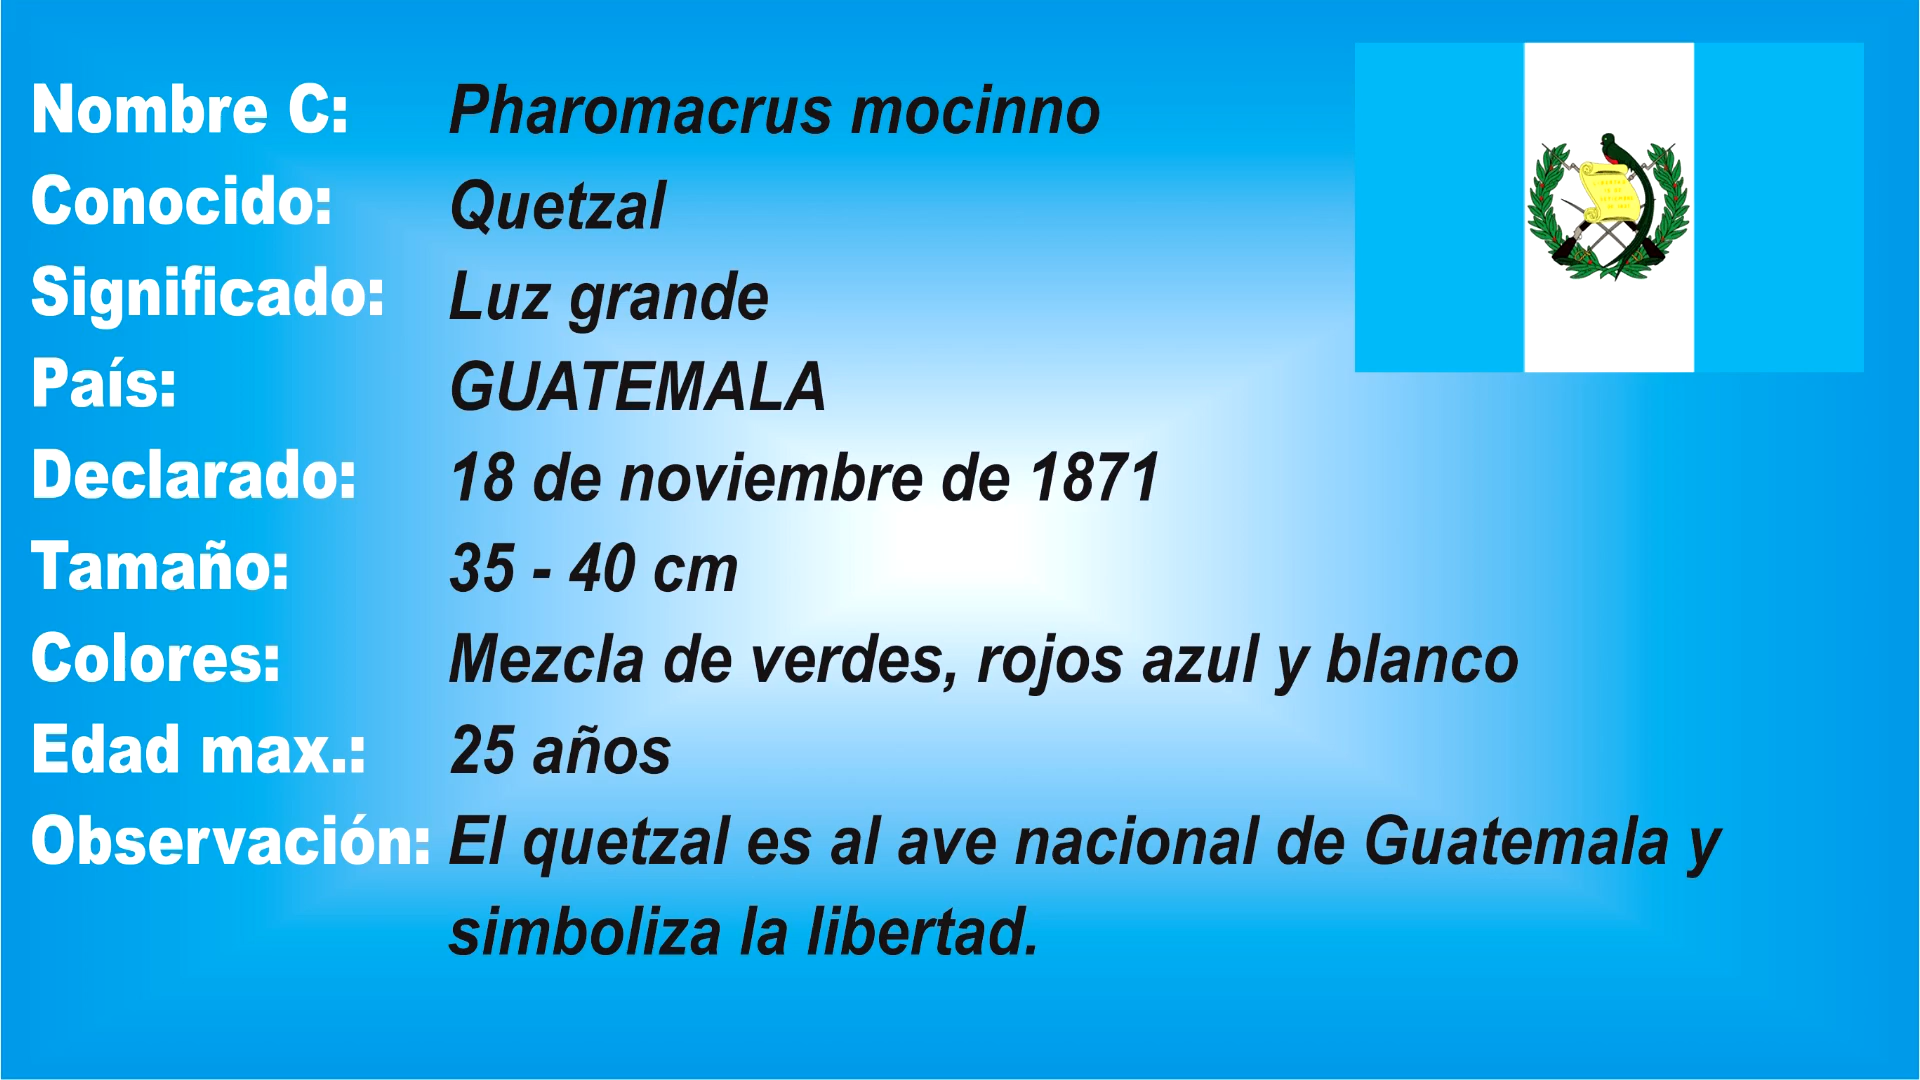 Nombre C: Pharomacrus mocinno
Conocido: Quetzal
Significado: Luz grande
País: GUATEMALA
Declarado: 18 de noviembre de 1871
Tamaño: 35 - 40 cm
Colores: Mezcla de verdes, rojos azul y blanco
Edad max.: 25 años
Observación: El quetzal es al ave nacional de Guatemala y
simboliza la libertad.